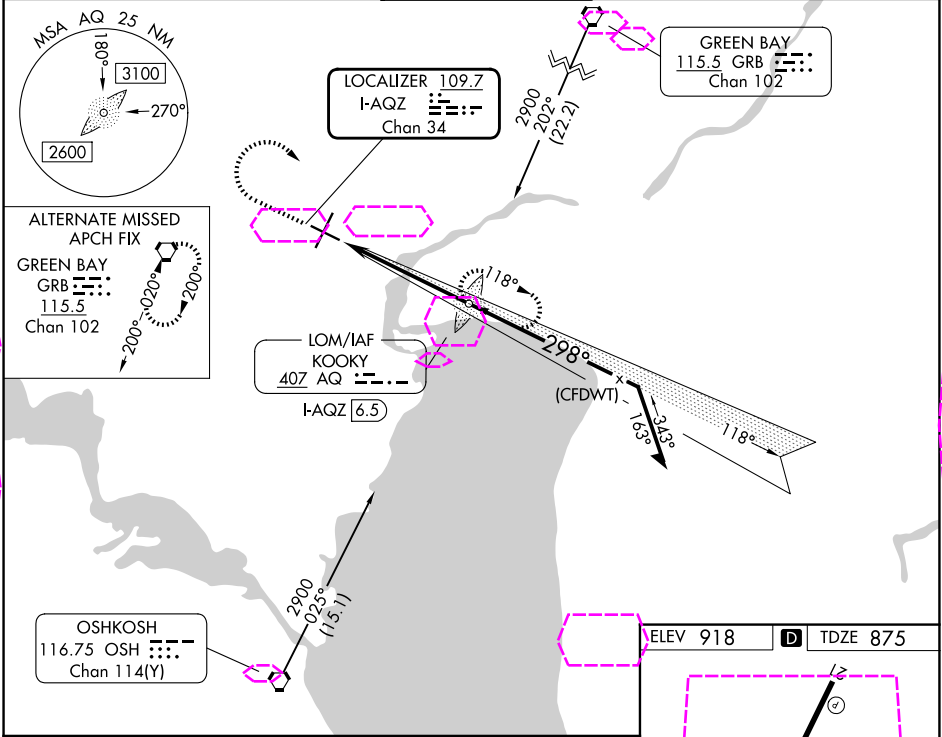 MSA AQ 25 NM
180°
3100
270°
2600
LOCALIZER 109.7
I-AQZ
Chan 34
GREEN BAY
115.5 GRB
Chan 102
2900
202°
(22.2)
ALTERNATE MISSED
APCH FIX
GREEN BAY
GRB
115.5
Chan 102
020°
200°
200°
118°
LOM/IAF
KOOKY
407 AQ
I-AQZ 6.5
298°
(CFDWT)
163°
343°
118°
2900
025°
(15.1)
OSHKOSH
116.75 OSH
Chan 114(Y)
ELEV 918
D
TDZE 875
21
P